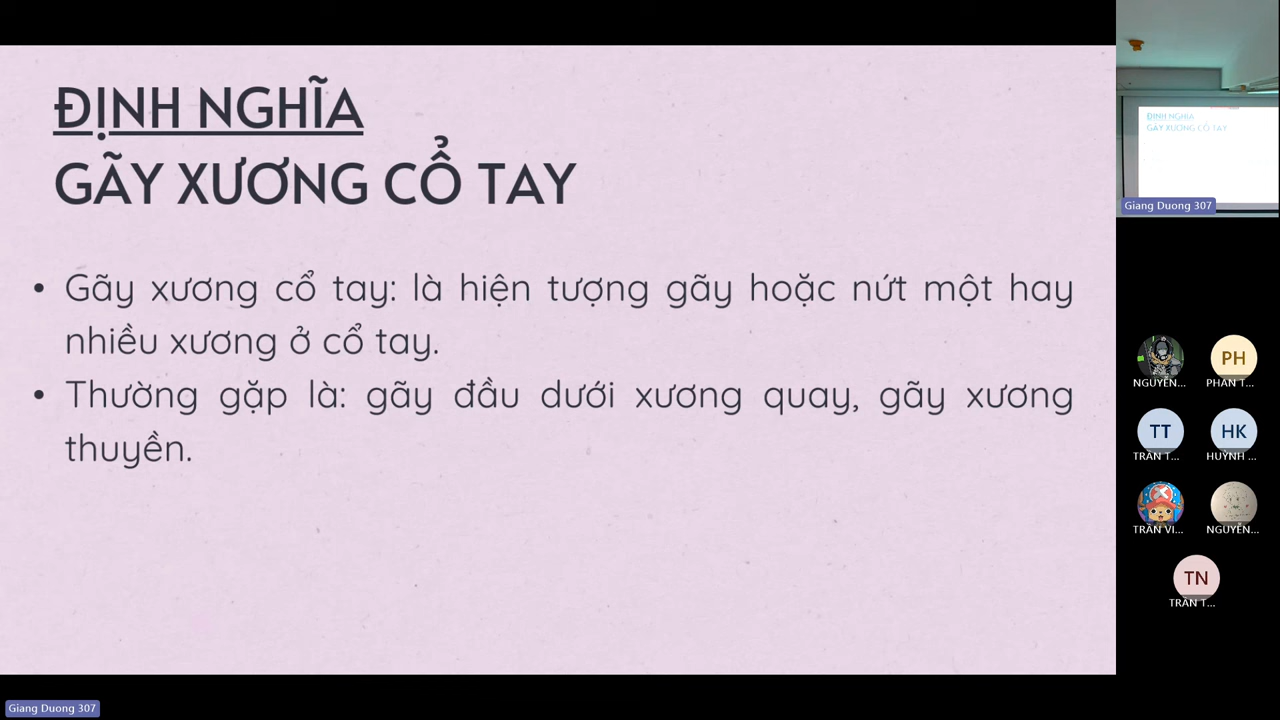 ĐỊNH NGHĨA
GÃY XƯƠNG CỔ TAY
• Gãy xương cổ tay: là hiện tượng gãy hoặc nứt một hay
nhiều xương ở cổ tay.
• Thường gặp là: gãy đầu dưới xương quay, gãy xương
thuyền.
ĐỊNH NGHĨA
GÃY XƯƠNG CỔ TAY
Giang Duong 307
NGUYỄN...
PH
PHAN T...
TT
TRẦN T...
HK
HUỲNH ...
TRẦN VI...
NGUYỄN...
TN
TRẦN T...
Giang Duong 307